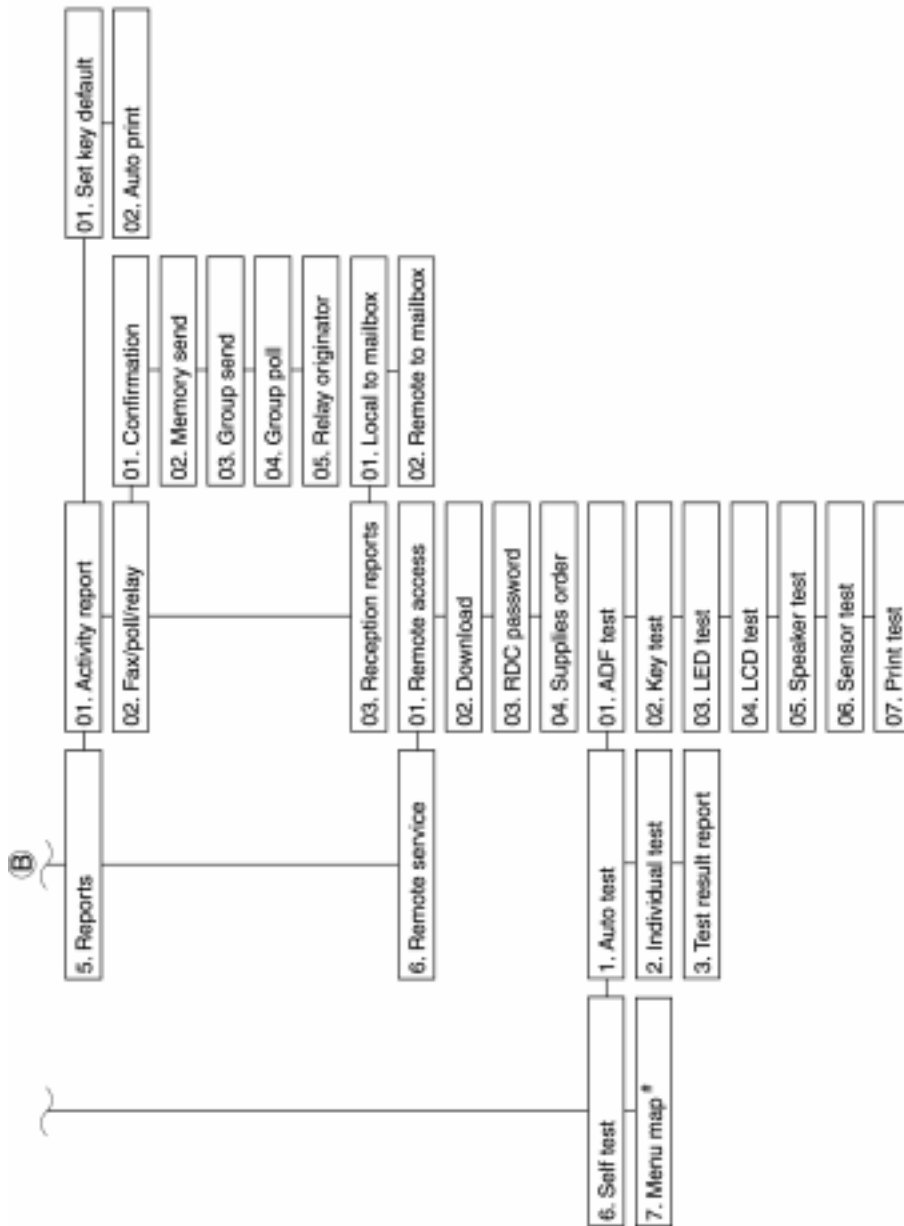 B
5. Reports
01. Activity report
01. Set key default
02. Auto print
02. Fax/poll/relay
01. Confirmation
02. Memory send
03. Group send
04. Group poll
05. Relay originator
03. Reception reports
01. Local to mailbox
02. Remote to mailbox
6. Remote service
01. Remote access
02. Download
03. RDC password
04. Supplies order
6. Self test
1. Auto test
01. ADF test
02. Key test
03. LED test
04. LCD test
05. Speaker test
06. Sensor test
07. Print test
2. Individual test
3. Test result report
7. Menu map #